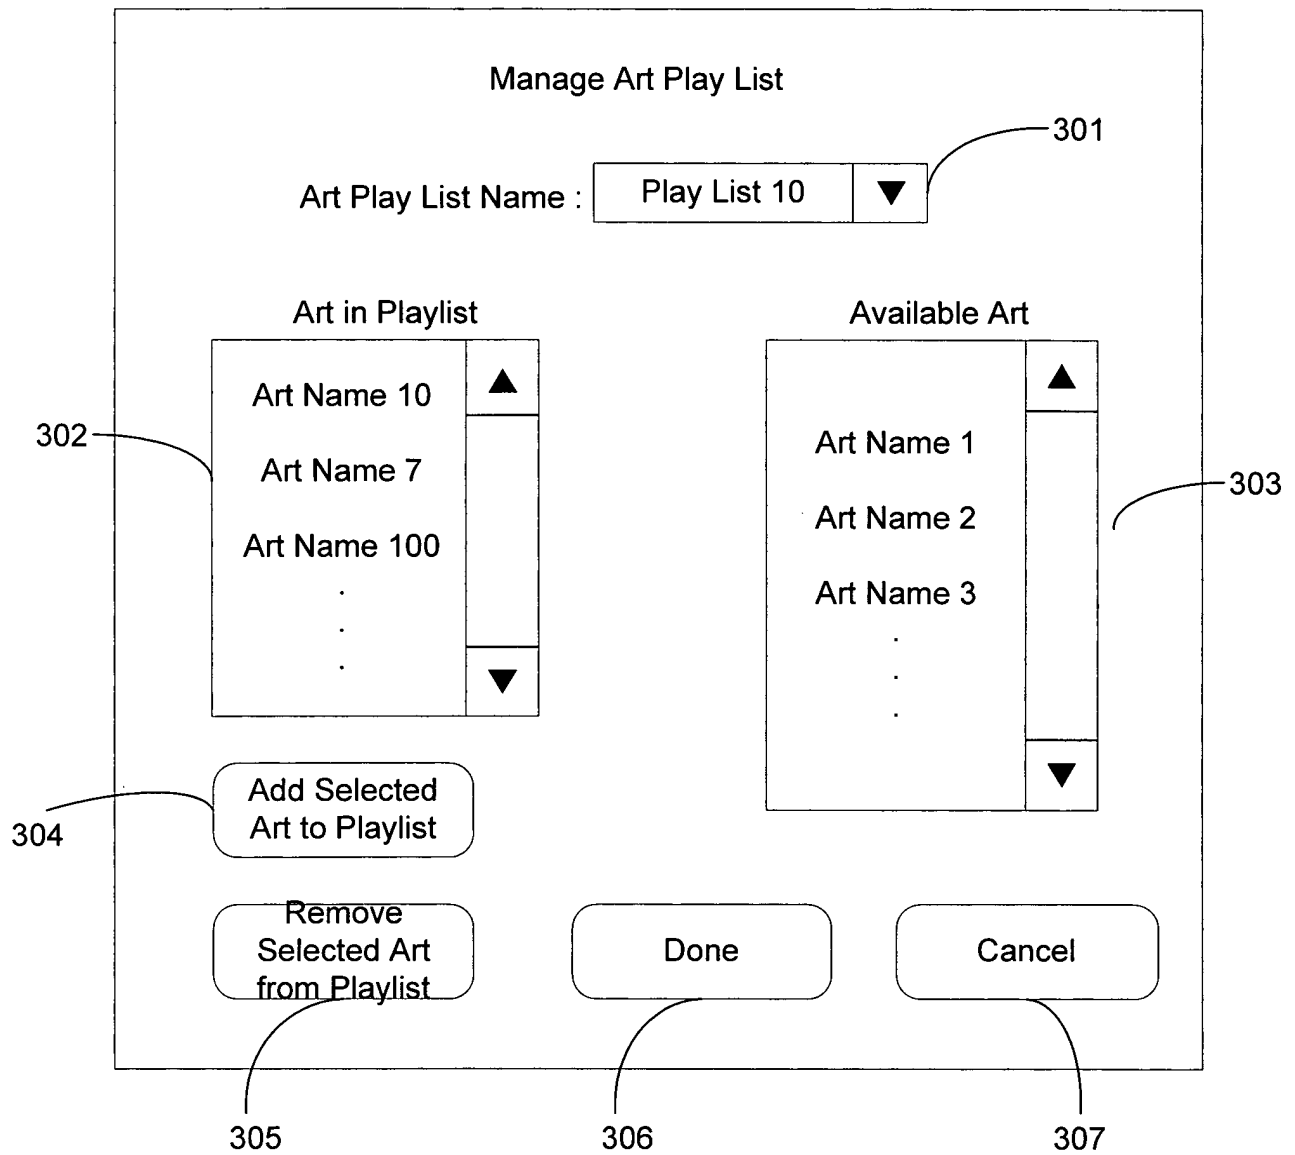 Manage Art Play List
301
Art Play List Name :
Play List 10
Art in Playlist
Art Name 10
Art Name 7
Art Name 100
.
.
.
302
Available Art
Art Name 1
Art Name 2
Art Name 3
.
.
.
303
Add Selected
Art to Playlist
304
Remove
Selected Art
from Playlist
Done
Cancel
305
306
307